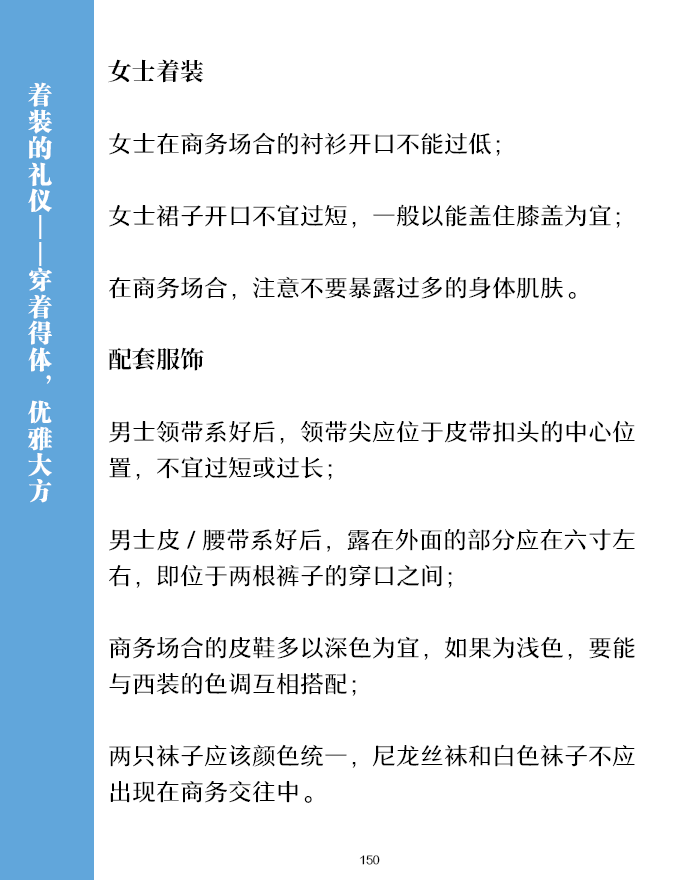 着装的礼仪——穿着得体，优雅大方
女士着装
女士在商务场合的衬衫开口不能过低；
女士裙子开口不宜过短，一般以能盖住膝盖为宜；
在商务场合，注意不要暴露过多的身体肌肤。
配套服饰
男士领带系好后，领带尖应位于皮带扣头的中心位
置，不宜过短或过长；
男士皮/腰带系好后，露在外面的部分应在六寸左
右，即位于两根裤子的穿口之间；
商务场合的皮鞋多以深色为宜，如果为浅色，要能
与西装的色调互相搭配；
两只袜子应该颜色统一，尼龙丝袜和白色袜子不应
出现在商务交往中。
150